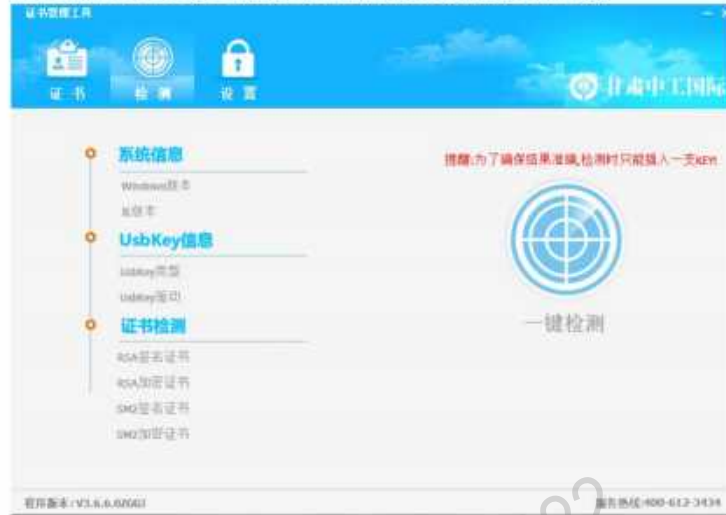 证书管理工具
证书
检测
设置
甘肃中工国际
系统信息
提醒:为了确保结果准确,检测时只能插入一支KEY!
Windows版本
IE版本
UsbKey信息
UsbKey类型
UsbKey驱动
一键检测
证书检测
RSA签名证书
RSA加密证书
SM2签名证书
SM2加密证书
服务热线:400-612-3434